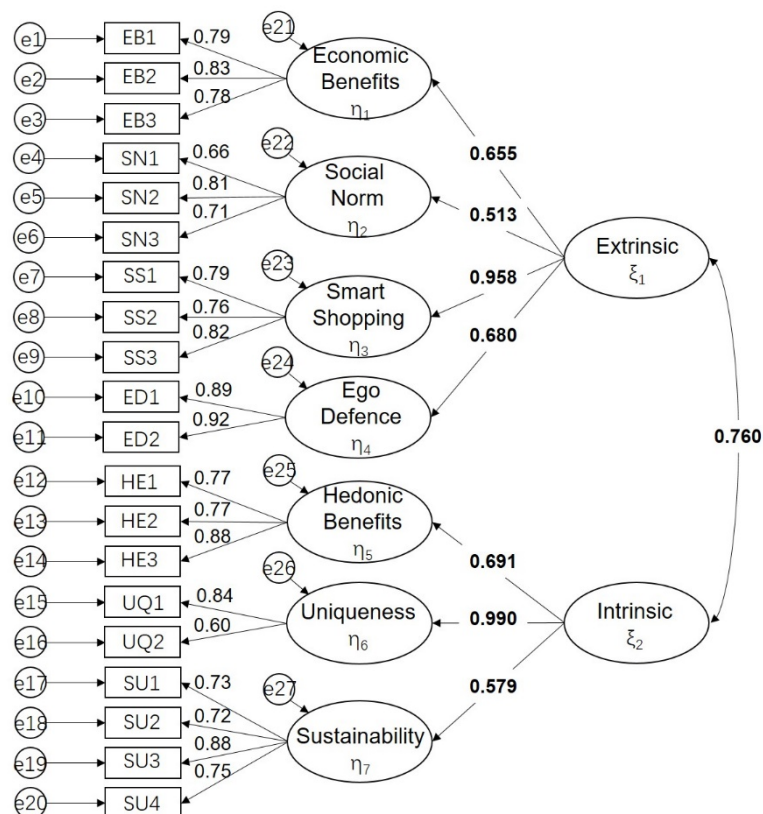 e1 EB1 0.79 e21 Economic
e2 EB2 0.83 Benefits
e3 EB3 0.78 η1
e4 SN1 0.66 e22 Social 0.655
e5 SN2 0.81 Norm
e6 SN3 0.71 η2 0.513 Extrinsic
e7 SS1 0.79 e23 Smart 0.958 ξ1
e8 SS2 0.76 Shopping
e9 SS3 0.82 η3 0.680
e10 ED1 0.89 e24 Ego
e11 ED2 0.92 Defence
η4 0.760
e12 HE1 0.77 e25 Hedonic
e13 HE2 0.77 Benefits
e14 HE3 0.88 η5 0.691
e15 UQ1 0.84 e26 Uniqueness 0.990 Intrinsic
e16 UQ2 0.60 η6 ξ2
e17 SU1 0.73 e27 0.579
e18 SU2 0.72 Sustainability
e19 SU3 0.88 η7
e20 SU4 0.75